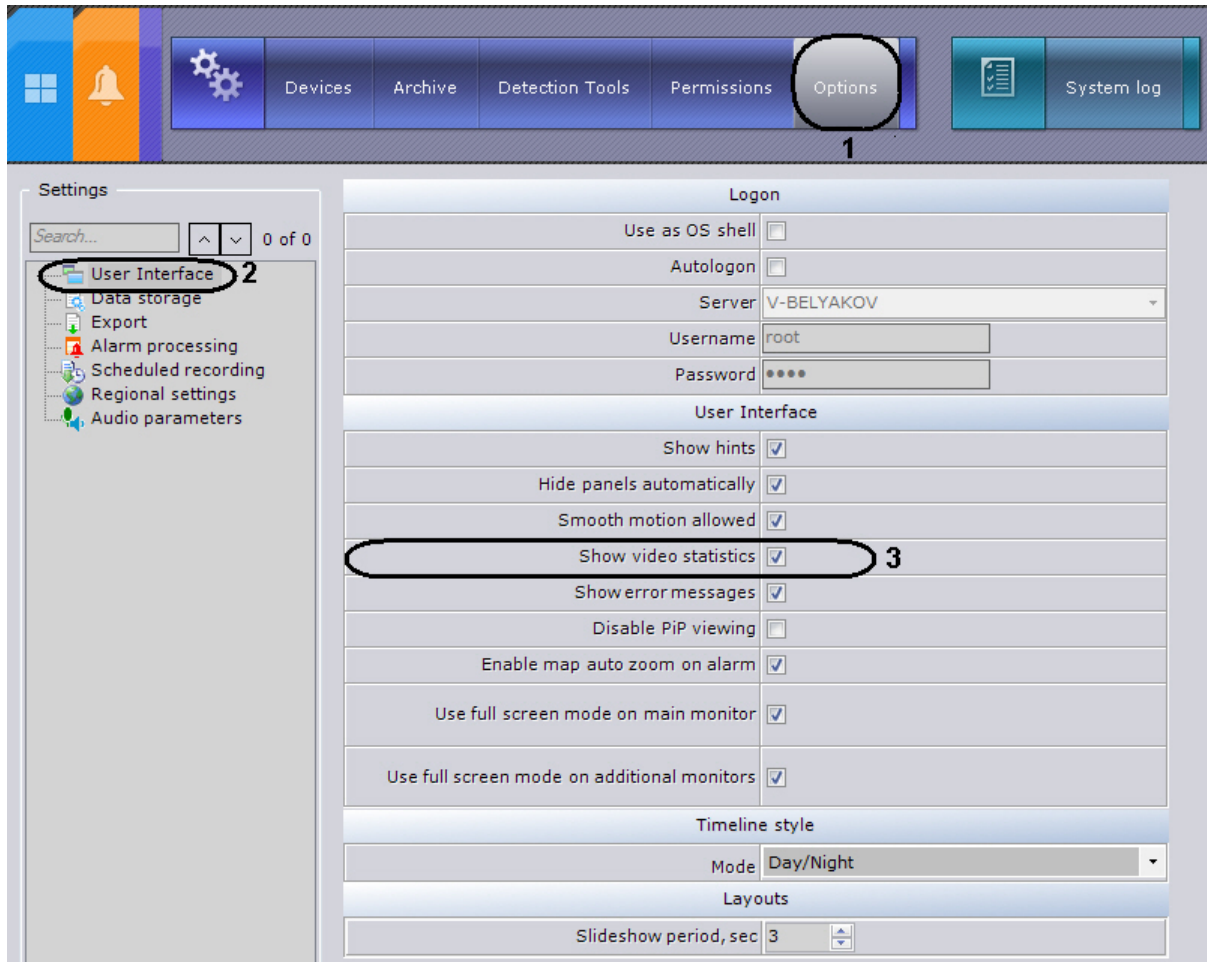 Devices Archive Detection Tools Permissions Options System log
1
Settings
Search... 0 of 0
User Interface 2
Data storage
Export
Alarm processing
Scheduled recording
Regional settings
Audio parameters
Logon
Use as OS shell
Autologon
Server V-BELYAKOV
Username root
Password ••••
User Interface
Show hints
Hide panels automatically
Smooth motion allowed
Show video statistics 3
Show error messages
Disable PiP viewing
Enable map auto zoom on alarm
Use full screen mode on main monitor
Use full screen mode on additional monitors
Timeline style
Mode Day/Night
Layouts
Slideshow period, sec 3